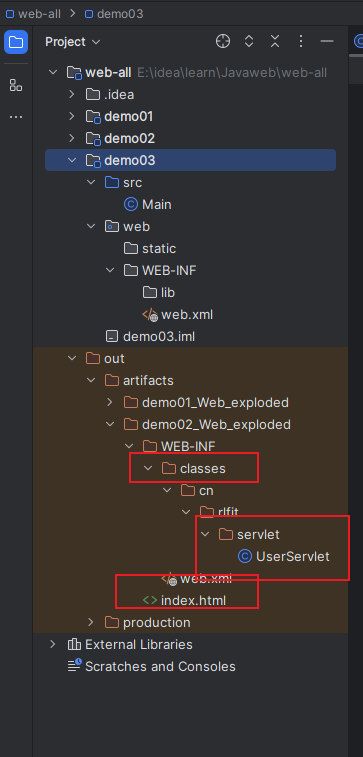 web-all > demo03
Project
web-all E:\idea\learn\Javaweb\web-all
.idea
demo01
demo02
demo03
src
Main
web
static
WEB-INF
lib
web.xml
demo03.iml
out
artifacts
demo01_Web_exploded
demo02_Web_exploded
WEB-INF
classes
cn
rlfit
servlet
UserServlet
web.xml
index.html
production
External Libraries
Scratches and Consoles